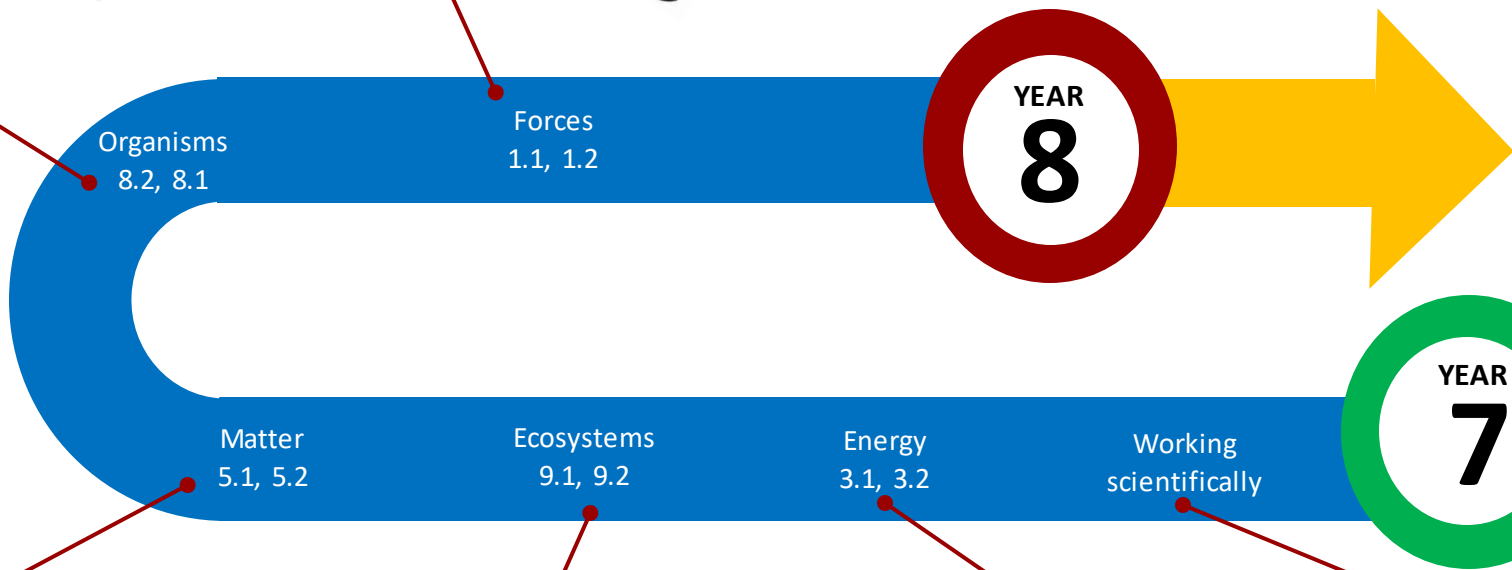 Forces
1.1, 1.2
YEAR
8
Organisms
8.2, 8.1
YEAR
7
Matter
5.1, 5.2
Ecosystems
9.1, 9.2
Energy
3.1, 3.2
Working
scientifically